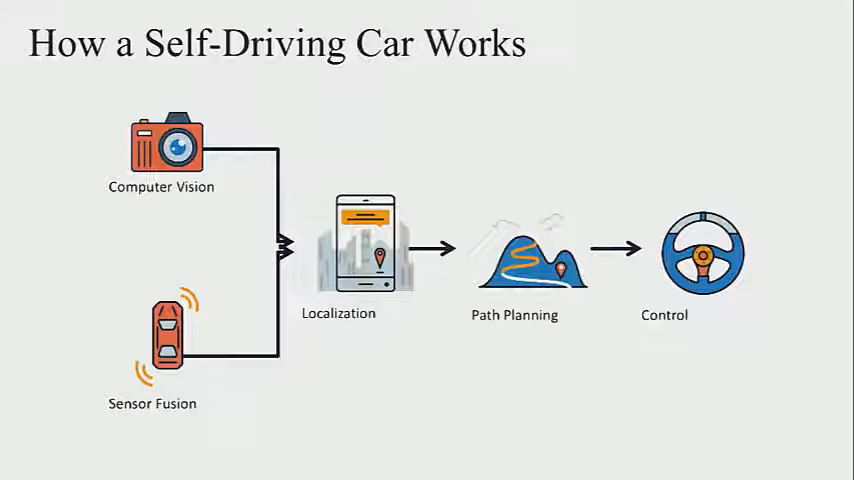 How a Self-Driving Car Works
Computer Vision
Sensor Fusion
Localization
Path Planning
Control